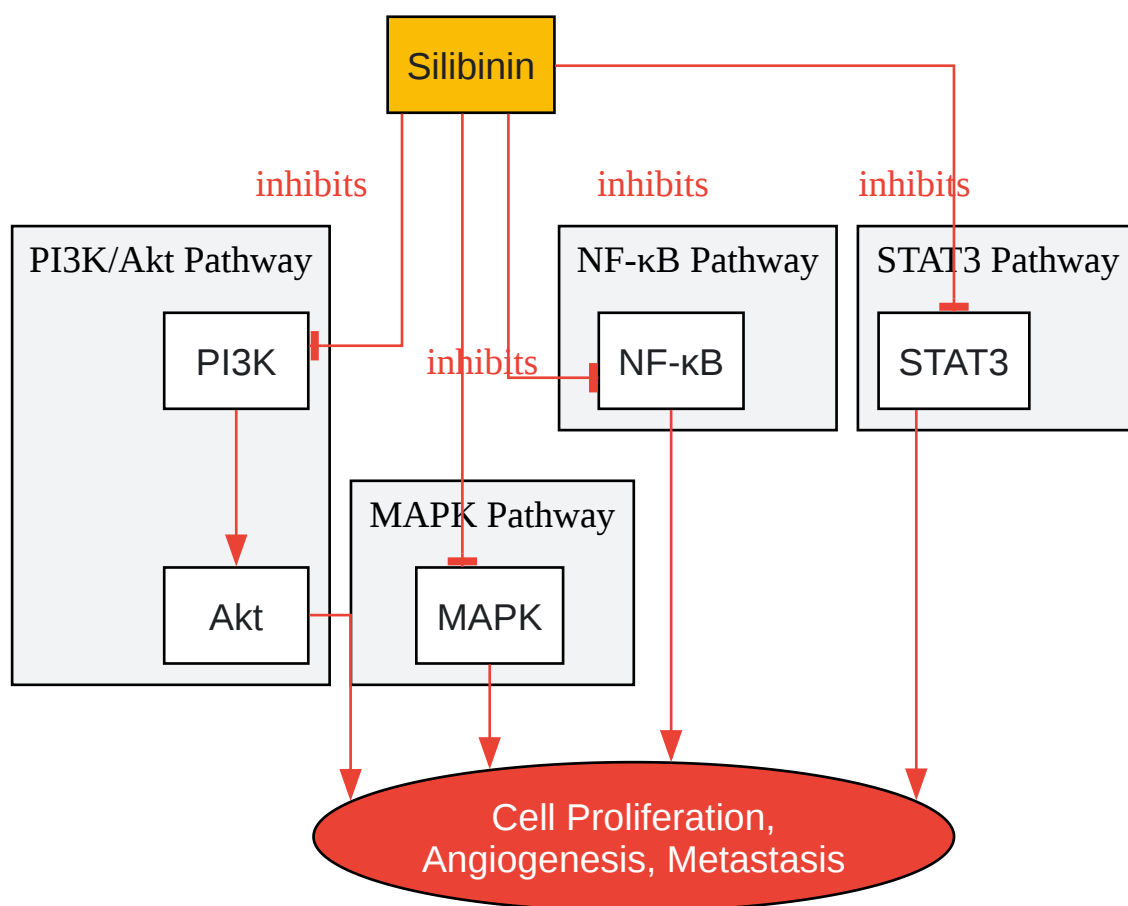 Silibinin
inhibits
inhibits
inhibits
PI3K/Akt Pathway
NF-κB Pathway
STAT3 Pathway
PI3K
inhibits
NF-κB
STAT3
MAPK Pathway
Akt
MAPK
Cell Proliferation,
Angiogenesis, Metastasis